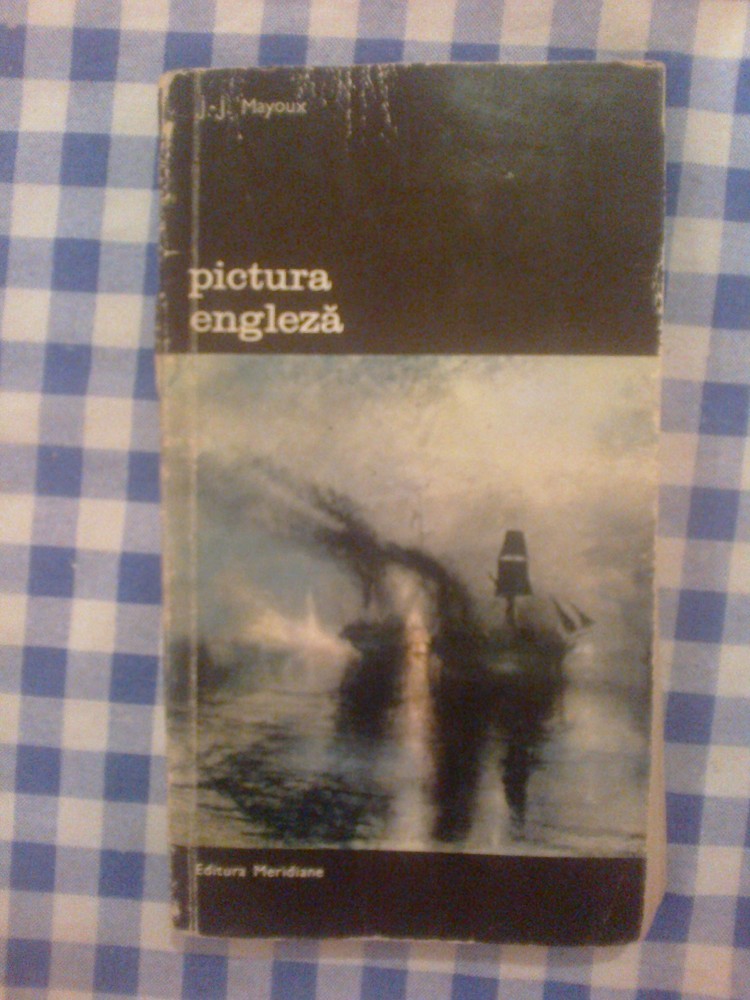 J.-J. Mayoux
pictura
engleză
Editura Meridiane